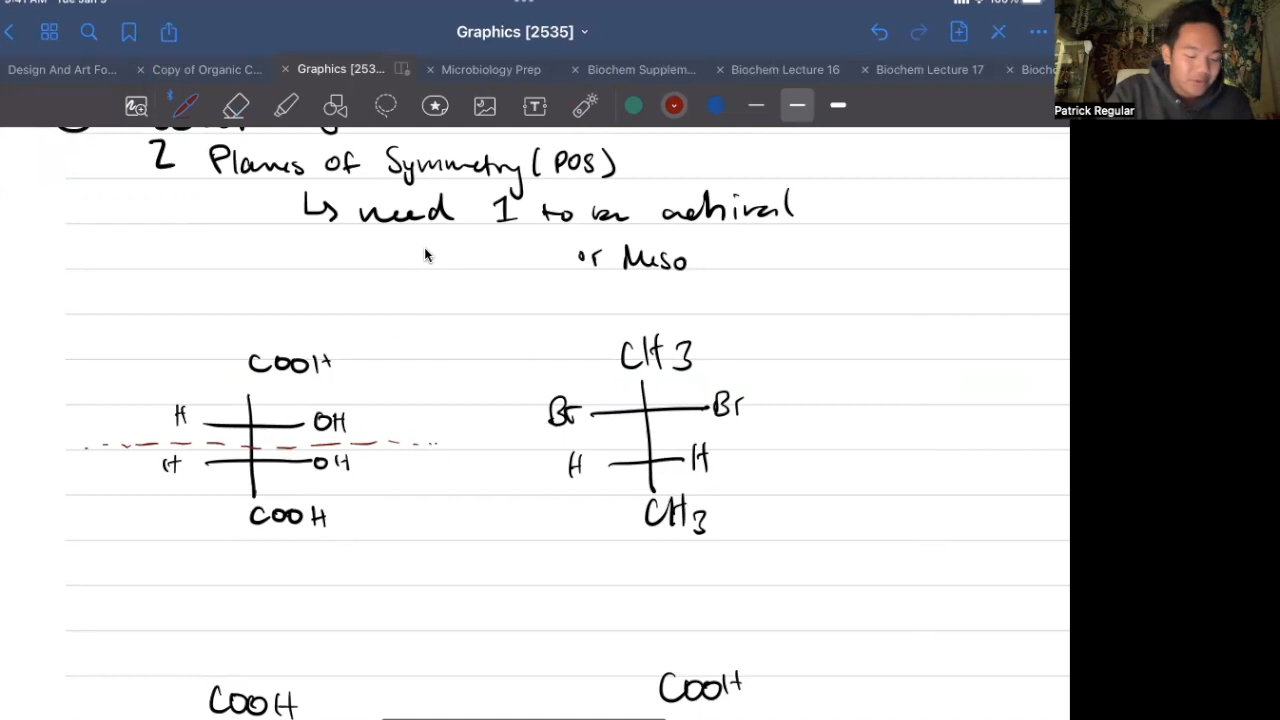 Graphics [2535]
Design And Art Fo...
Copy of Organic C...
Graphics [253...
Microbiology Prep
Biochem Supplem...
Biochem Lecture 16
Biochem Lecture 17
Bioche
Patrick Regular
2 Planes of Symmetry (POS)
↳ need 1 to be achiral
or Meso
COOH
H OH
H OH
COOH
CH3
Br Br
H H
CH3
COOH
COOH